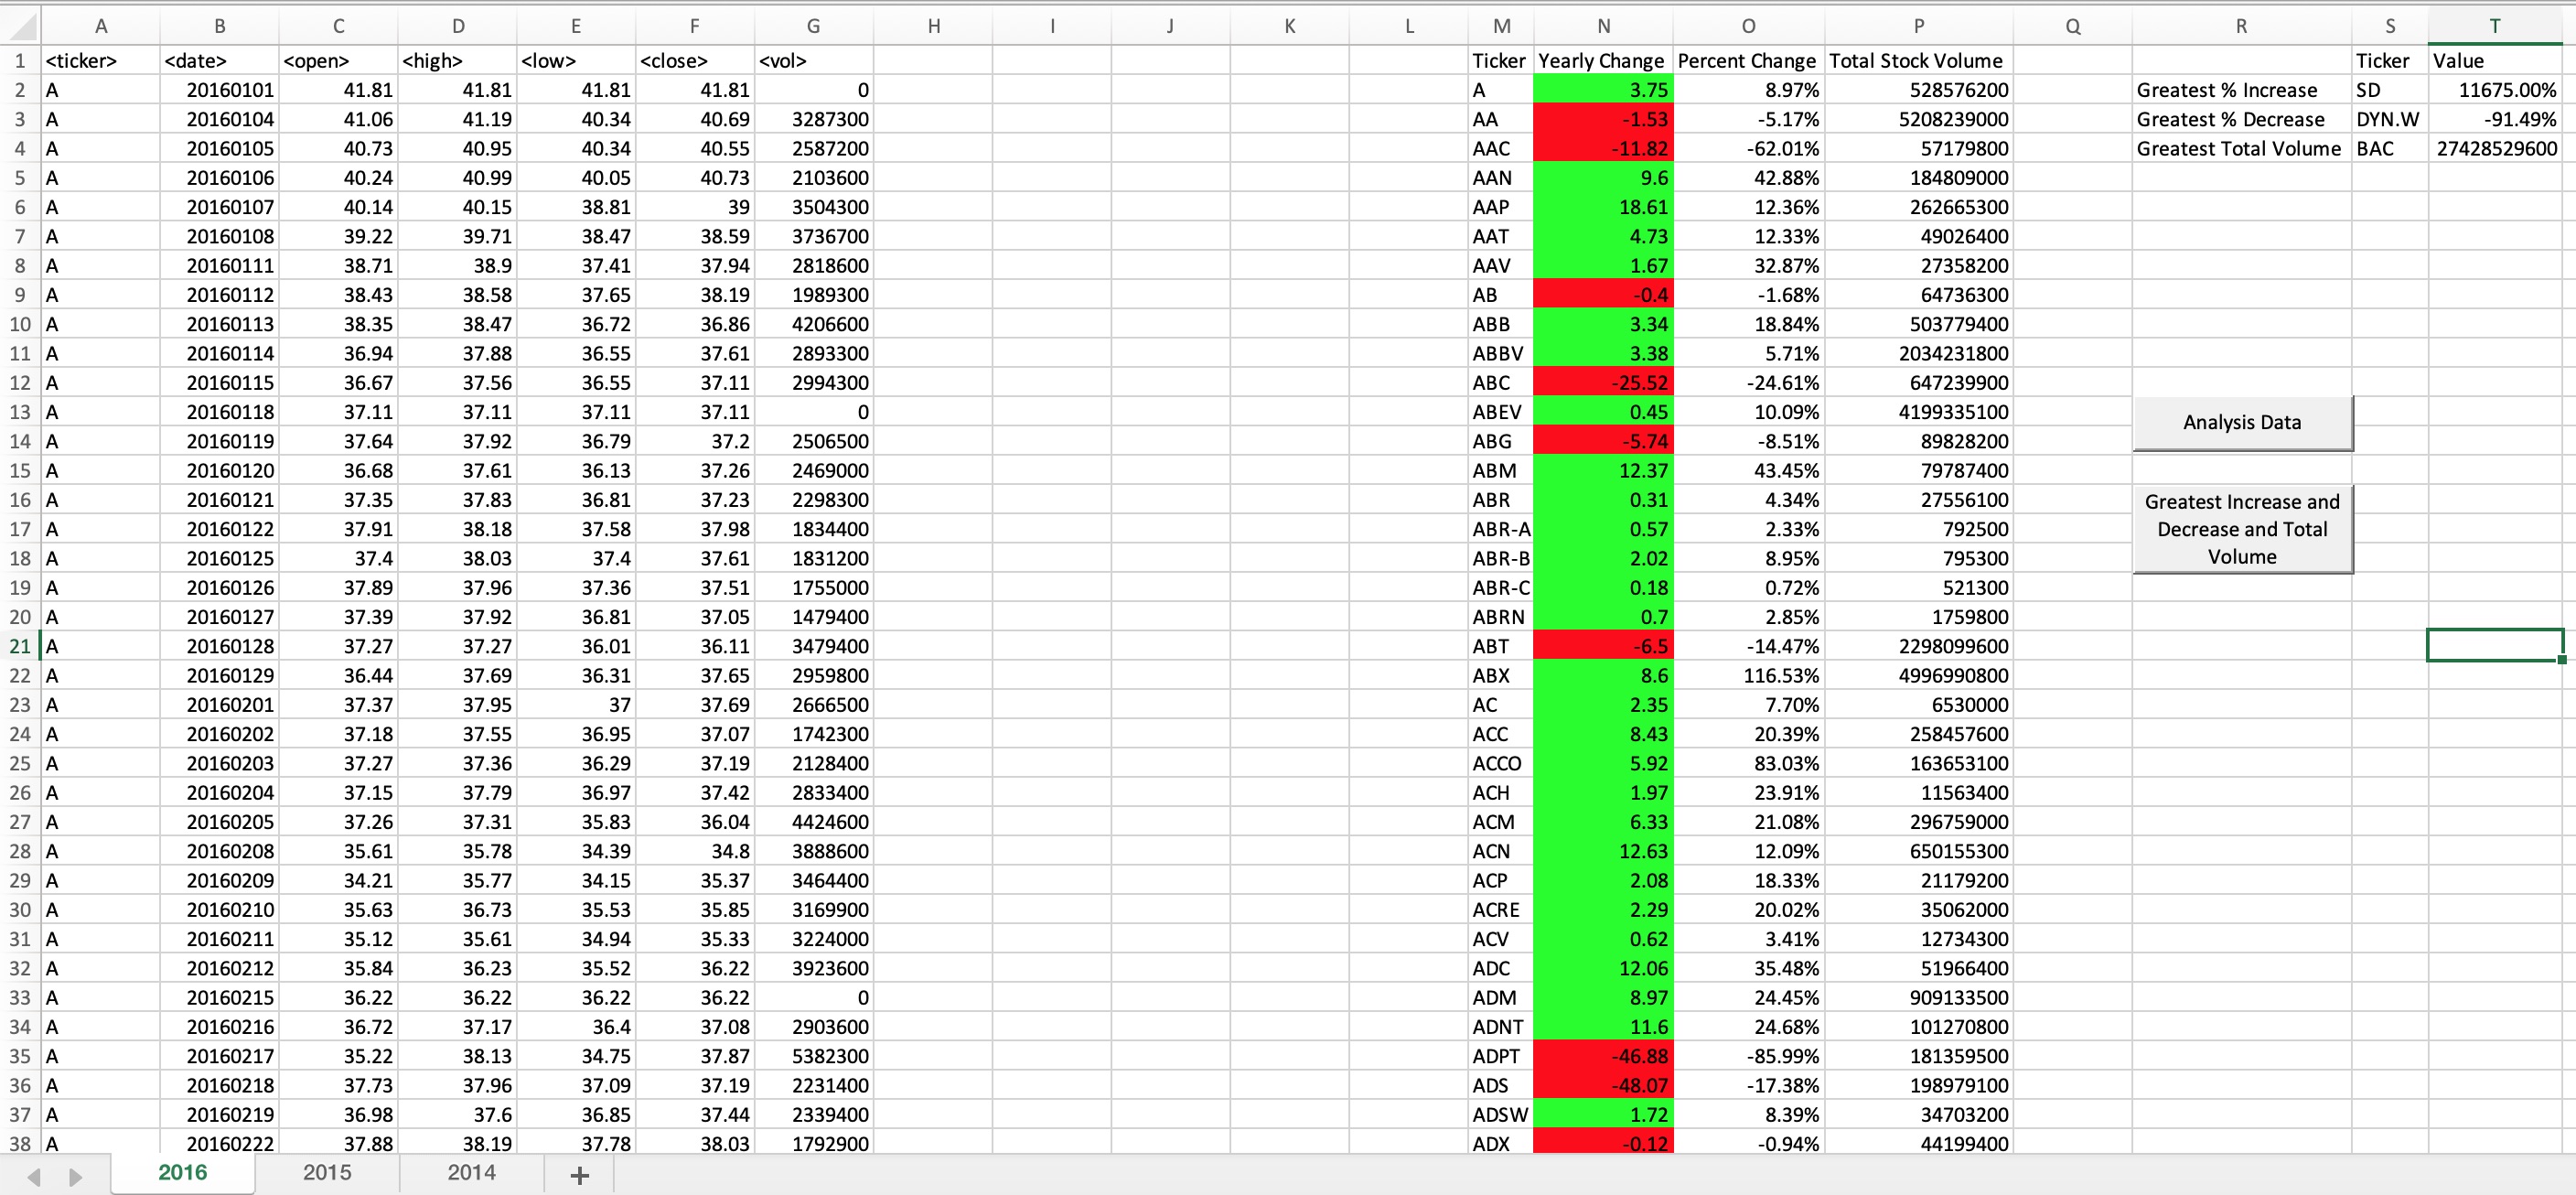 A B C D E F G H I J K L M N O P Q R S T
1 <ticker> <date> <open> <high> <low> <close> <vol> Ticker Yearly Change Percent Change Total Stock Volume Ticker Value
2 A 20160101 41.81 41.81 41.81 41.81 0 A 3.75 8.97% 528576200 Greatest % Increase SD 11675.00%
3 A 20160104 41.06 41.19 40.34 40.69 3287300 AA -1.53 -5.17% 5208239000 Greatest % Decrease DYN.W -91.49%
4 A 20160105 40.73 40.95 40.34 40.55 2587200 AAC -11.82 -62.01% 57179800 Greatest Total Volume BAC 27428529600
5 A 20160106 40.24 40.99 40.05 40.73 2103600 AAN 9.6 42.88% 184809000
6 A 20160107 40.14 40.15 38.81 39 3504300 AAP 18.61 12.36% 262665300
7 A 20160108 39.22 39.71 38.47 38.59 3736700 AAT 4.73 12.33% 49026400
8 A 20160111 38.71 38.9 37.41 37.94 2818600 AAV 1.67 32.87% 27358200
9 A 20160112 38.43 38.58 37.65 38.19 1989300 AB -0.4 -1.68% 64736300
10 A 20160113 38.35 38.47 36.72 36.86 4206600 ABB 3.34 18.84% 503779400
11 A 20160114 36.94 37.88 36.55 37.61 2893300 ABBV 3.38 5.71% 2034231800
12 A 20160115 36.67 37.56 36.55 37.11 2994300 ABC -25.52 -24.61% 647239900
13 A 20160118 37.11 37.11 37.11 37.11 0 ABEV 0.45 10.09% 4199335100
14 A 20160119 37.64 37.92 36.79 37.2 2506500 ABG -5.74 -8.51% 89828200
15 A 20160120 36.68 37.61 36.13 37.26 2469000 ABM 12.37 43.45% 79787400
16 A 20160121 37.35 37.83 36.81 37.23 2298300 ABR 0.31 4.34% 27556100
17 A 20160122 37.91 38.18 37.58 37.98 1834400 ABR-A 0.57 2.33% 792500
18 A 20160125 37.4 38.03 37.4 37.61 1831200 ABR-B 2.02 8.95% 795300
19 A 20160126 37.89 37.96 37.36 37.51 1755000 ABR-C 0.18 0.72% 521300
20 A 20160127 37.39 37.92 36.81 37.05 1479400 ABRN 0.7 2.85% 1759800
21 A 20160128 37.27 37.27 36.01 36.11 3479400 ABT -6.5 -14.47% 2298099600
22 A 20160129 36.44 37.69 36.31 37.65 2959800 ABX 8.6 116.53% 4996990800
23 A 20160201 37.37 37.95 37 37.69 2666500 AC 2.35 7.70% 6530000
24 A 20160202 37.18 37.55 36.95 37.07 1742300 ACC 8.43 20.39% 258457600
25 A 20160203 37.27 37.36 36.29 37.19 2128400 ACCO 5.92 83.03% 163653100
26 A 20160204 37.15 37.79 36.97 37.42 2833400 ACH 1.97 23.91% 11563400
27 A 20160205 37.26 37.31 35.83 36.04 4424600 ACM 6.33 21.08% 296759000
28 A 20160208 35.61 35.78 34.39 34.8 3888600 ACN 12.63 12.09% 650155300
29 A 20160209 34.21 35.77 34.15 35.37 3464400 ACP 2.08 18.33% 21179200
30 A 20160210 35.63 36.73 35.53 35.85 3169900 ACRE 2.29 20.02% 35062000
31 A 20160211 35.12 35.61 34.94 35.33 3224000 ACV 0.62 3.41% 12734300
32 A 20160212 35.84 36.23 35.52 36.22 3923600 ADC 12.06 35.48% 51966400
33 A 20160215 36.22 36.22 36.22 36.22 0 ADM 8.97 24.45% 909133500
34 A 20160216 36.72 37.17 36.4 37.08 2903600 ADNT 11.6 24.68% 101270800
35 A 20160217 35.22 38.13 34.75 37.87 5382300 ADPT -46.88 -85.99% 181359500
36 A 20160218 37.73 37.96 37.09 37.19 2231400 ADS -48.07 -17.38% 198979100
37 A 20160219 36.98 37.6 36.85 37.44 2339400 ADSW 1.72 8.39% 34703200
38 A 20160222 37.88 38.19 37.78 38.03 1792900 ADX -0.12 -0.94% 44199400
Analysis Data
Greatest Increase and
Decrease and Total
Volume
2016 2015 2014 +